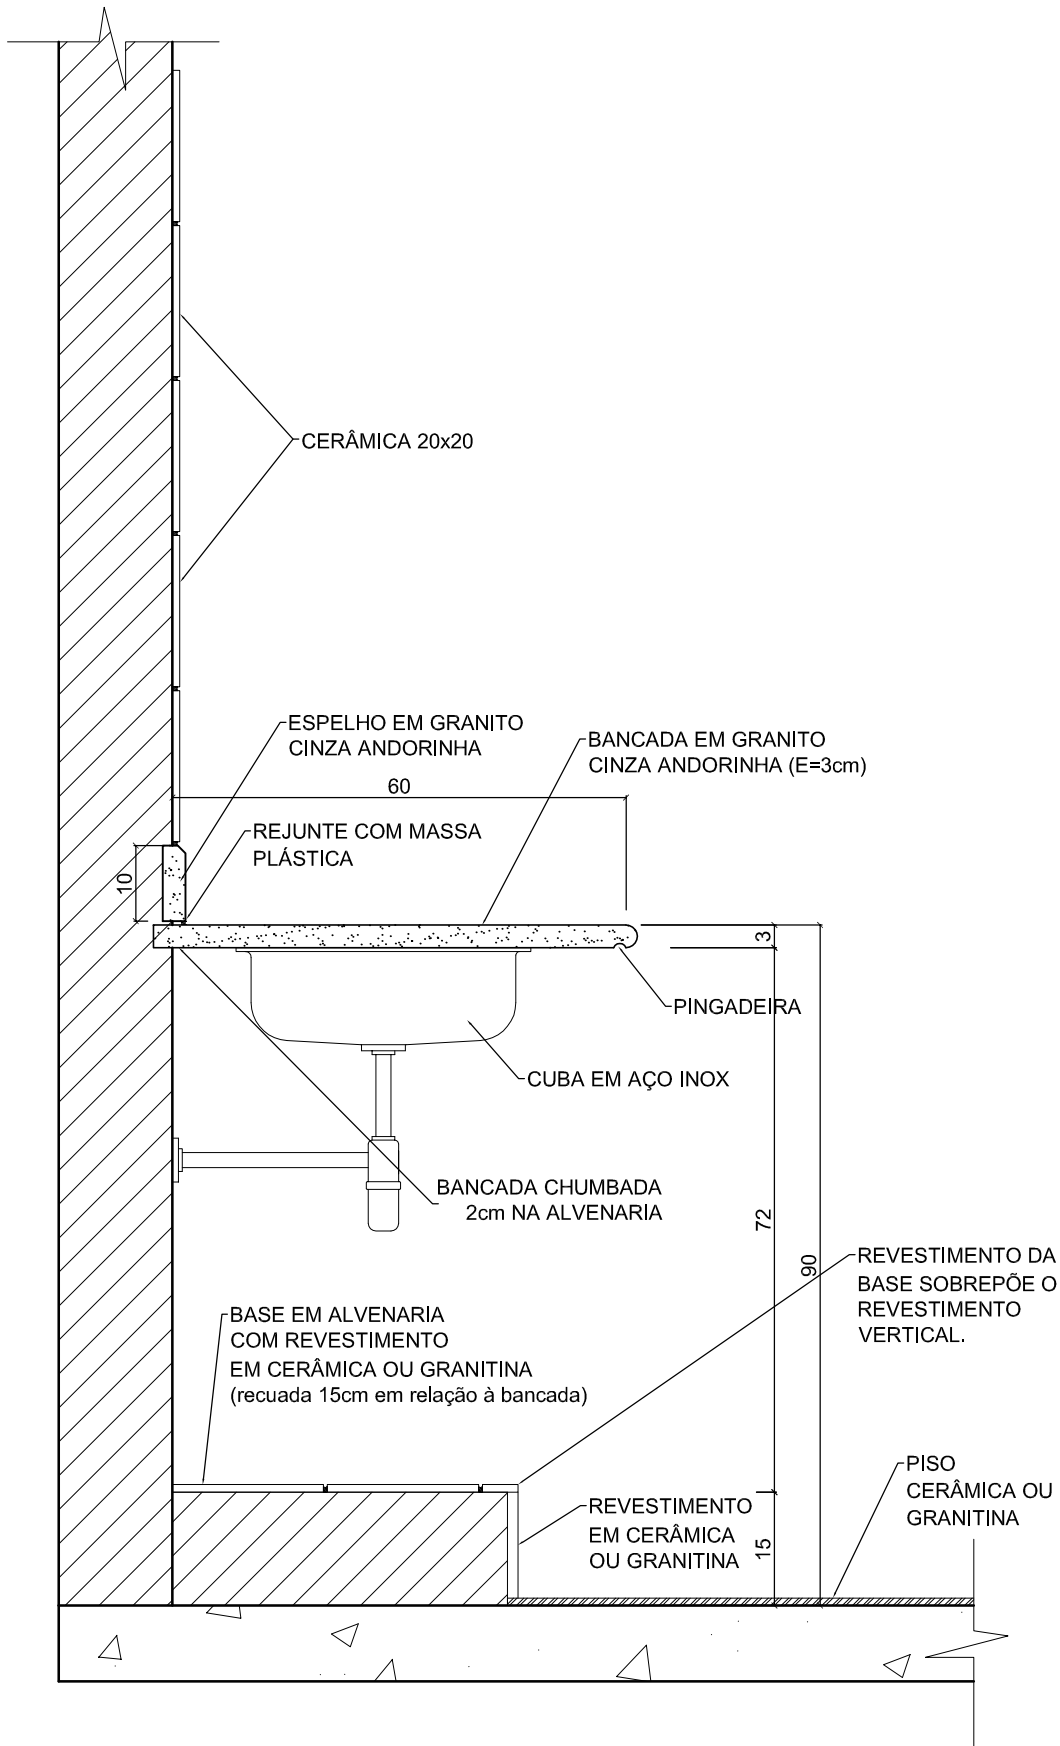 CERÂMICA 20x20
ESPELHO EM GRANITO
CINZA ANDORINHA
BANCADA EM GRANITO
CINZA ANDORINHA (E=3cm)
60
REJUNTE COM MASSA
PLÁSTICA
10
3
PINGADEIRA
CUBA EM AÇO INOX
BANCADA CHUMBADA
2cm NA ALVENARIA
72
90
REVESTIMENTO DA
BASE SOBREPÕE O
REVESTIMENTO
VERTICAL.
BASE EM ALVENARIA
COM REVESTIMENTO
EM CERÂMICA OU GRANITINA
(recuada 15cm em relação à bancada)
PISO
CERÂMICA OU
GRANITINA
REVESTIMENTO
EM CERÂMICA
OU GRANITINA
15